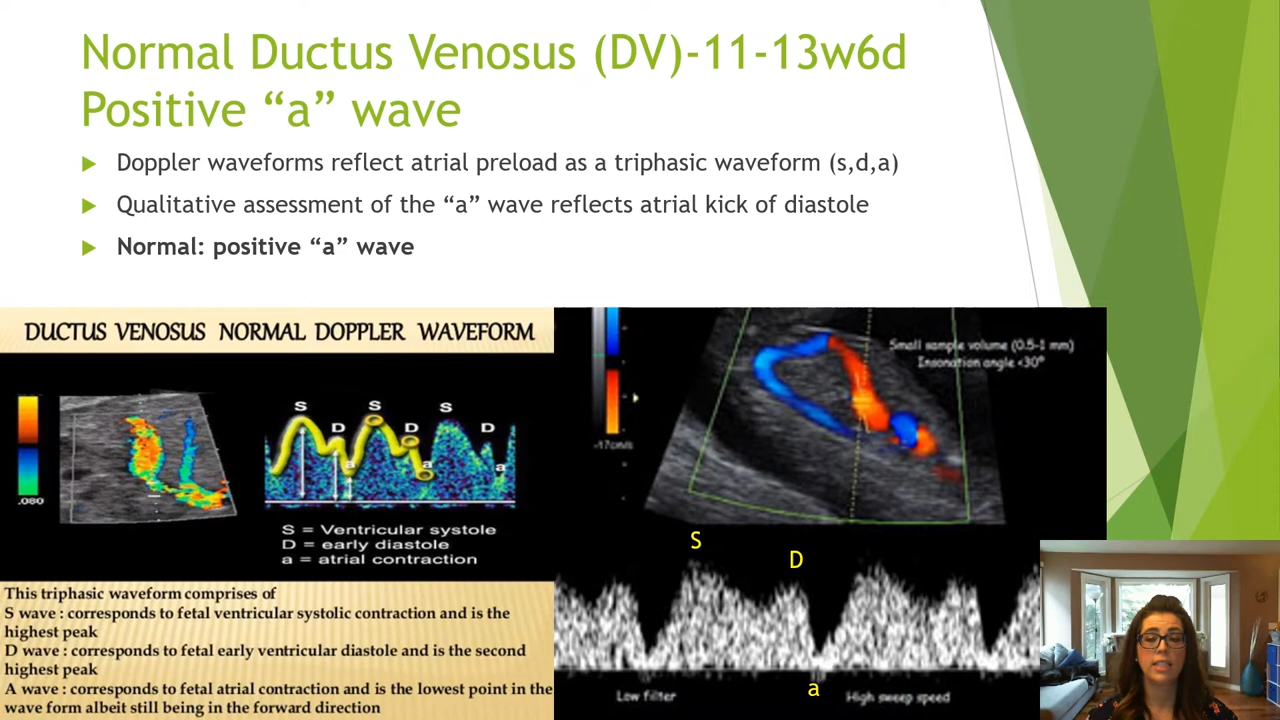 Normal Ductus Venosus (DV)-11-13w6d
Positive “a” wave
Doppler waveforms reflect atrial preload as a triphasic waveform (s,d,a)
Qualitative assessment of the “a” wave reflects atrial kick of diastole
Normal: positive “a” wave
DUCTUS VENOSUS NORMAL DOPPLER WAVEFORM
.080
S
D
a
S
D
a
S
D
a
S = Ventricular systole
D = early diastole
a = atrial contraction
This triphasic waveform comprises of
S wave : corresponds to fetal ventricular systolic contraction and is the
highest peak
D wave : corresponds to fetal early ventricular diastole and is the second
highest peak
A wave : corresponds to fetal atrial contraction and is the lowest point in the
wave form albeit still being in the forward direction
Small sample volume (0.5-1 mm)
Insonation angle <30º
-17cm/s
S
D
a
Low filter
High sweep speed